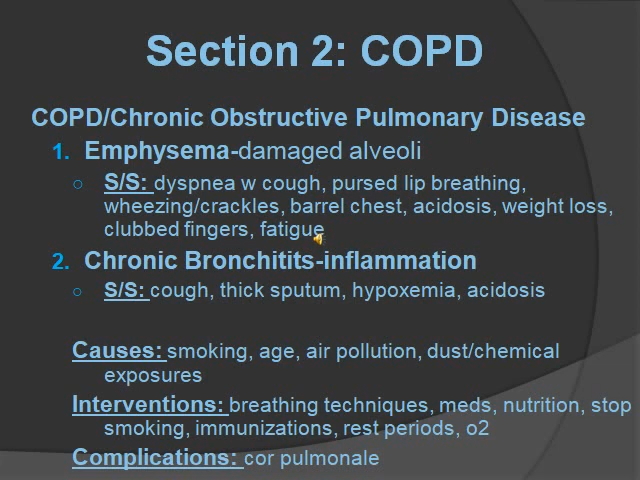 Section 2: COPD
COPD/Chronic Obstructive Pulmonary Disease
1. Emphysema-damaged alveoli
○ S/S: dyspnea w cough, pursed lip breathing,
wheezing/crackles, barrel chest, acidosis, weight loss,
clubbed fingers, fatigue
2. Chronic Bronchitits-inflammation
○ S/S: cough, thick sputum, hypoxemia, acidosis
Causes: smoking, age, air pollution, dust/chemical
exposures
Interventions: breathing techniques, meds, nutrition, stop
smoking, immunizations, rest periods, o2
Complications: cor pulmonale